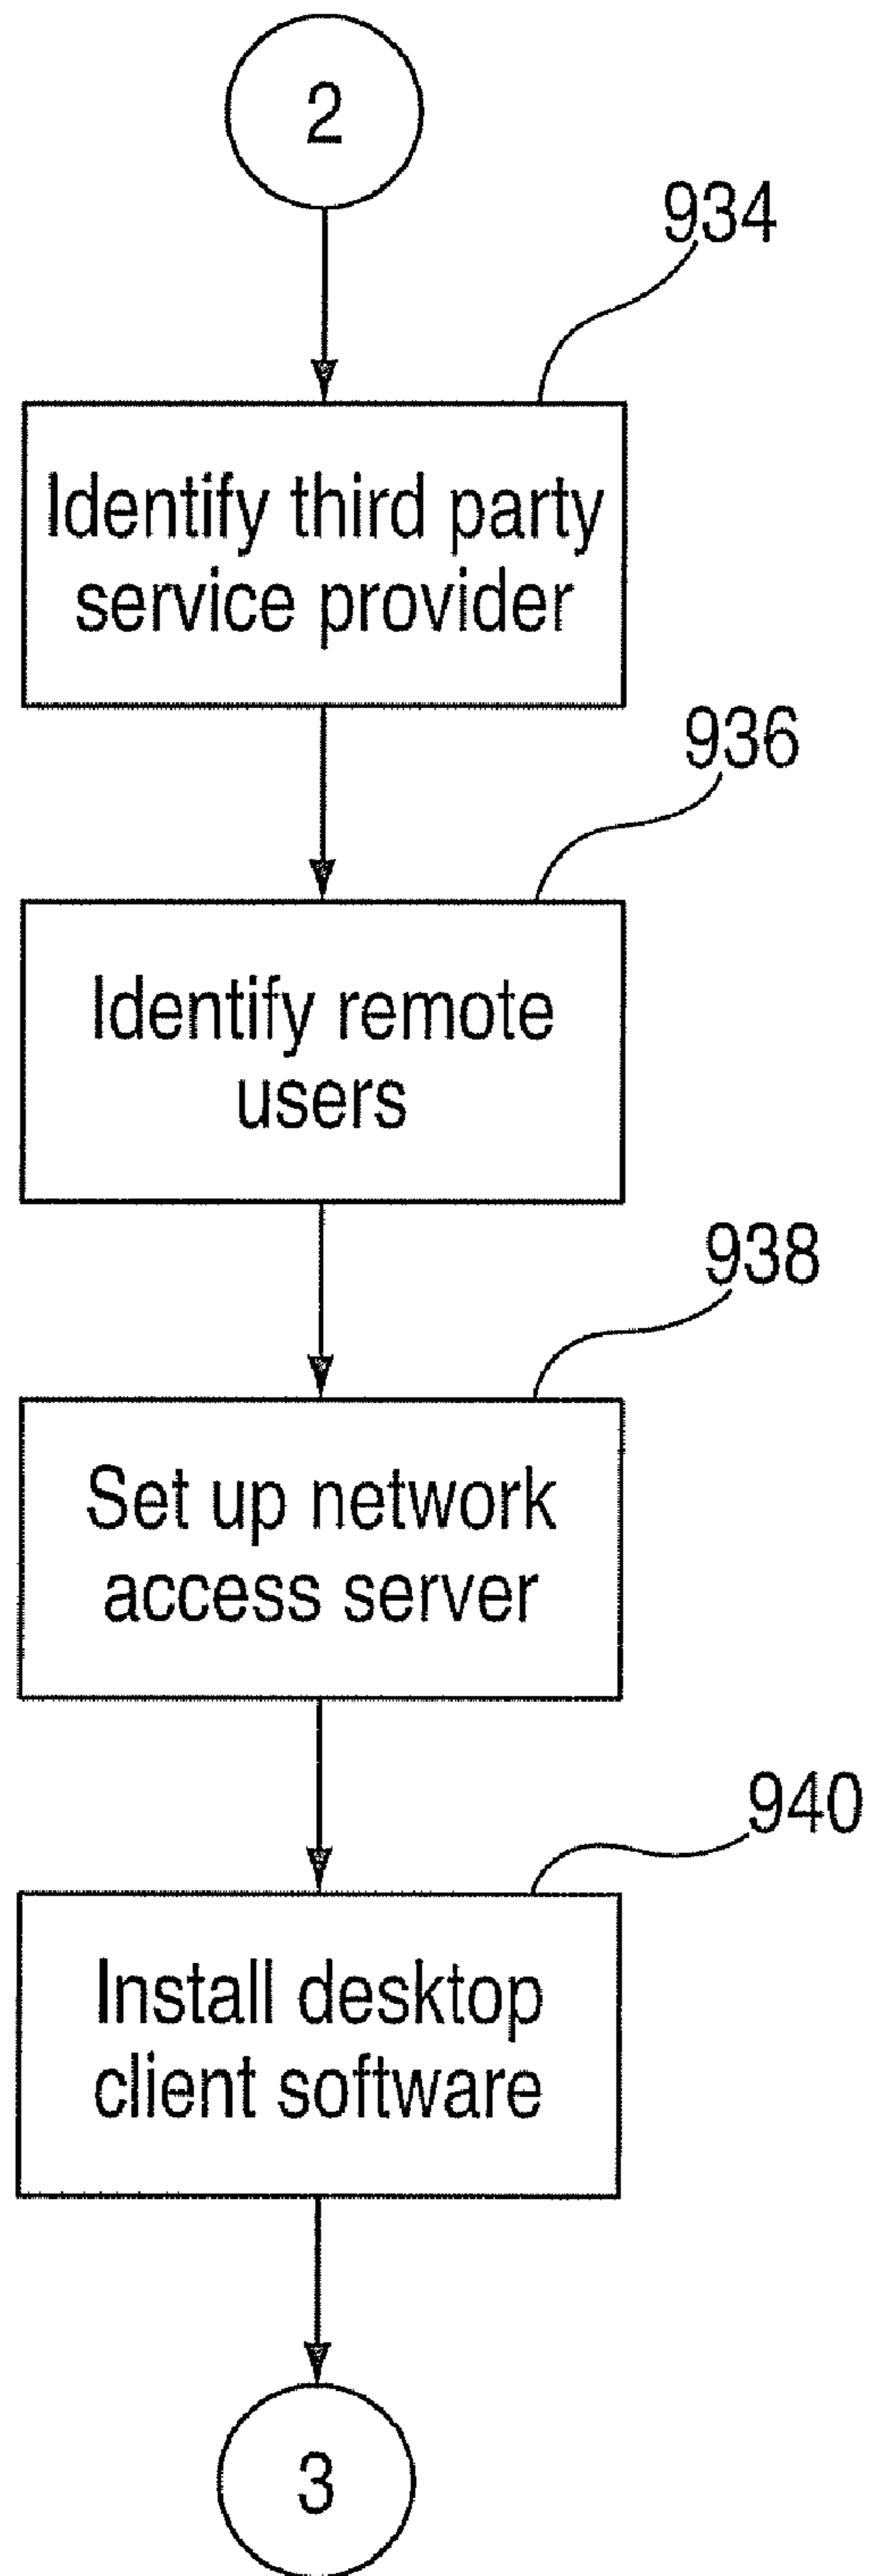 2
934
Identify third party
service provider
936
Identify remote
users
938
Set up network
access server
940
Install desktop
client software
3